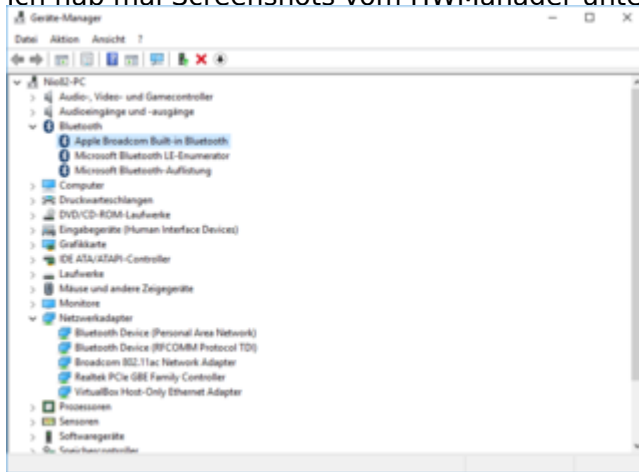 Ich hab mal Screenshots vom HWManager unte
Geräte-Manager
Datei Aktion Ansicht ?
Nio82-PC
Audio-, Video- und Gamecontroller
Audioeingänge und -ausgänge
Bluetooth
Apple Broadcom Built-in Bluetooth
Microsoft Bluetooth LE-Enumerator
Microsoft Bluetooth-Auflistung
Computer
Druckwarteschlangen
DVD/CD-ROM-Laufwerke
Eingabegeräte (Human Interface Devices)
Grafikkarte
IDE ATA/ATAPI-Controller
Laufwerke
Mäuse und andere Zeigegeräte
Monitore
Netzwerkadapter
Bluetooth Device (Personal Area Network)
Bluetooth Device (RFCOMM Protocol TDI)
Broadcom 802.11ac Network Adapter
Realtek PCIe GBE Family Controller
VirtualBox Host-Only Ethernet Adapter
Prozessoren
Sensoren
Softwaregeräte
Speichercontroller